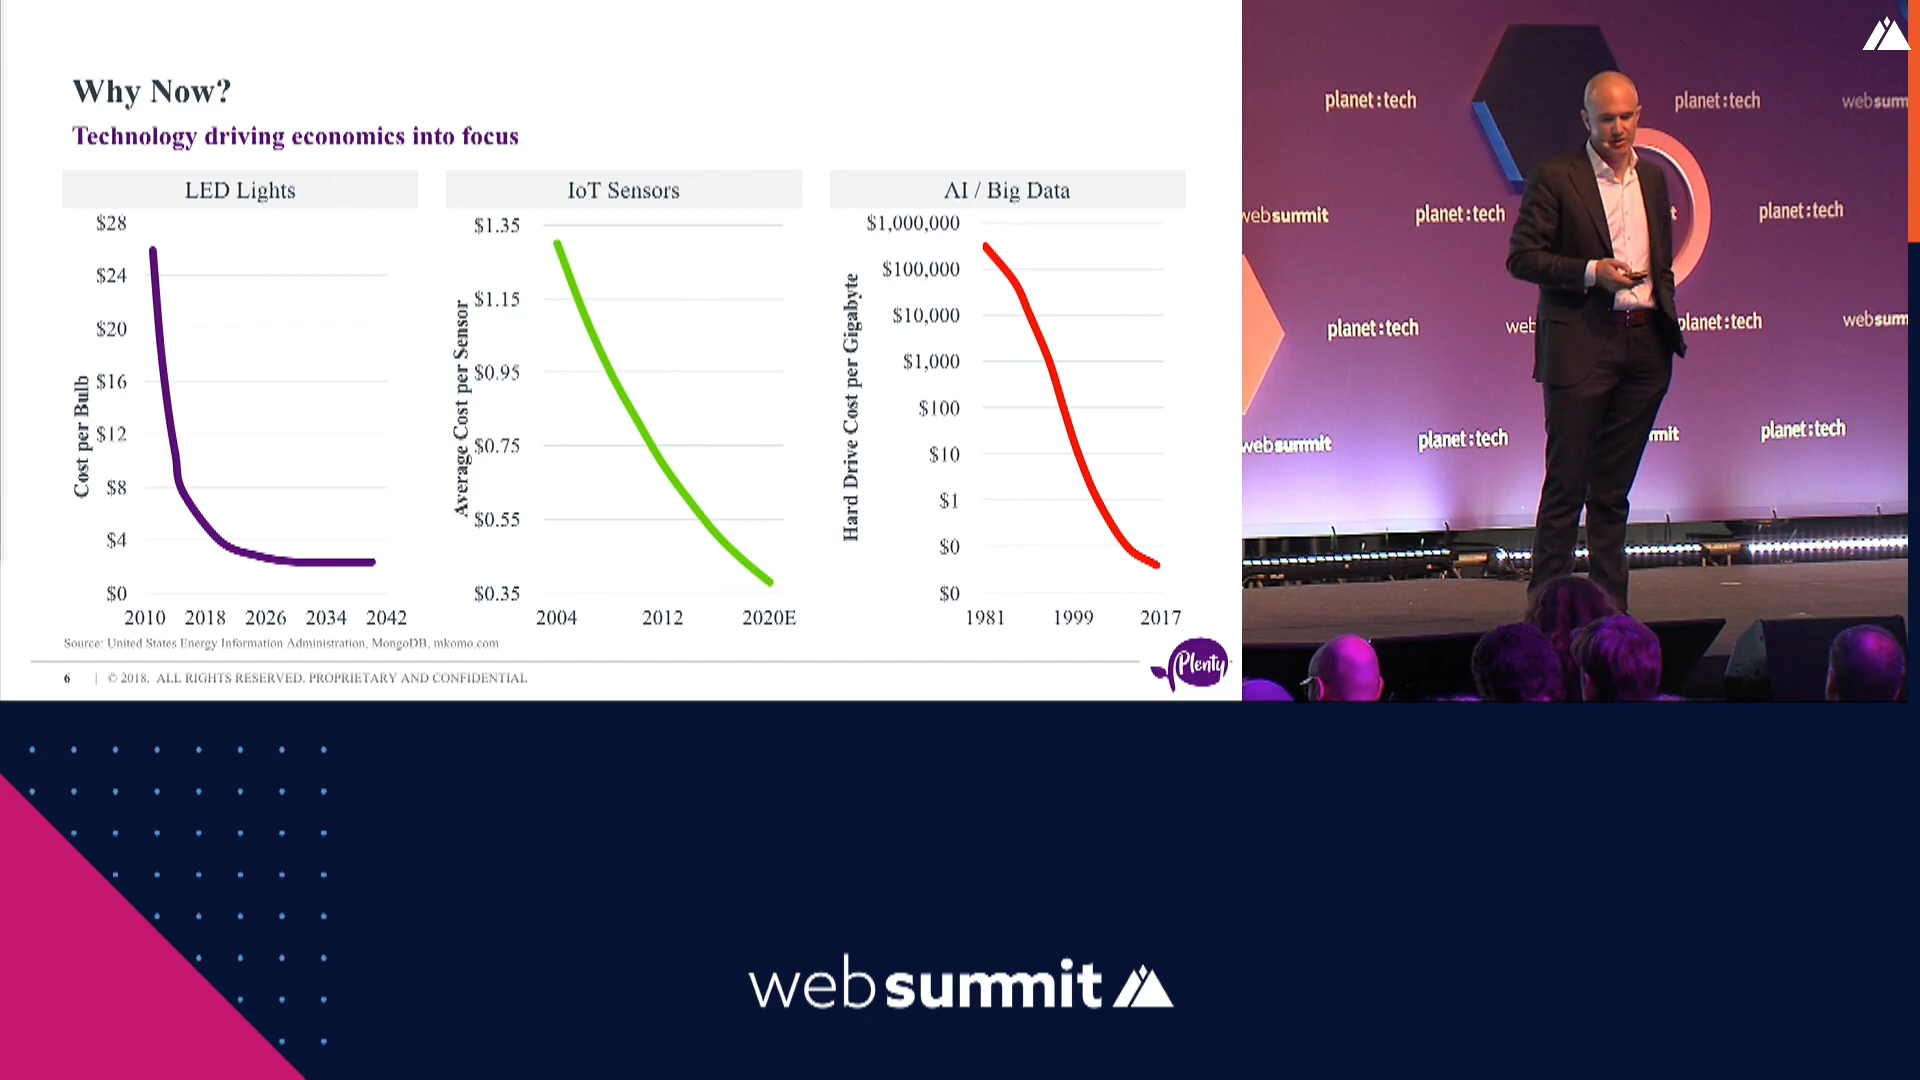 Why Now?
Technology driving economics into focus
LED Lights
$28
$24
$20
$16
$12
$8
$4
$0
Cost per Bulb
2010 2018 2026 2034 2042
IoT Sensors
$1.35
$1.15
$0.95
$0.75
$0.55
$0.35
Average Cost per Sensor
2004 2012 2020E
AI / Big Data
$1,000,000
$100,000
$10,000
$1,000
$100
$10
$1
$0
$0
Hard Drive Cost per Gigabyte
1981 1999 2017
Source: United States Energy Information Administration, MongoDB, mkomo.com
6 | © 2018. ALL RIGHTS RESERVED. PROPRIETARY AND CONFIDENTIAL
Plenty
planet:tech planet:tech websum
websummit planet:tech t planet:tech
planet:tech web planet:tech websum
websummit planet:tech mit planet:tech
web summit